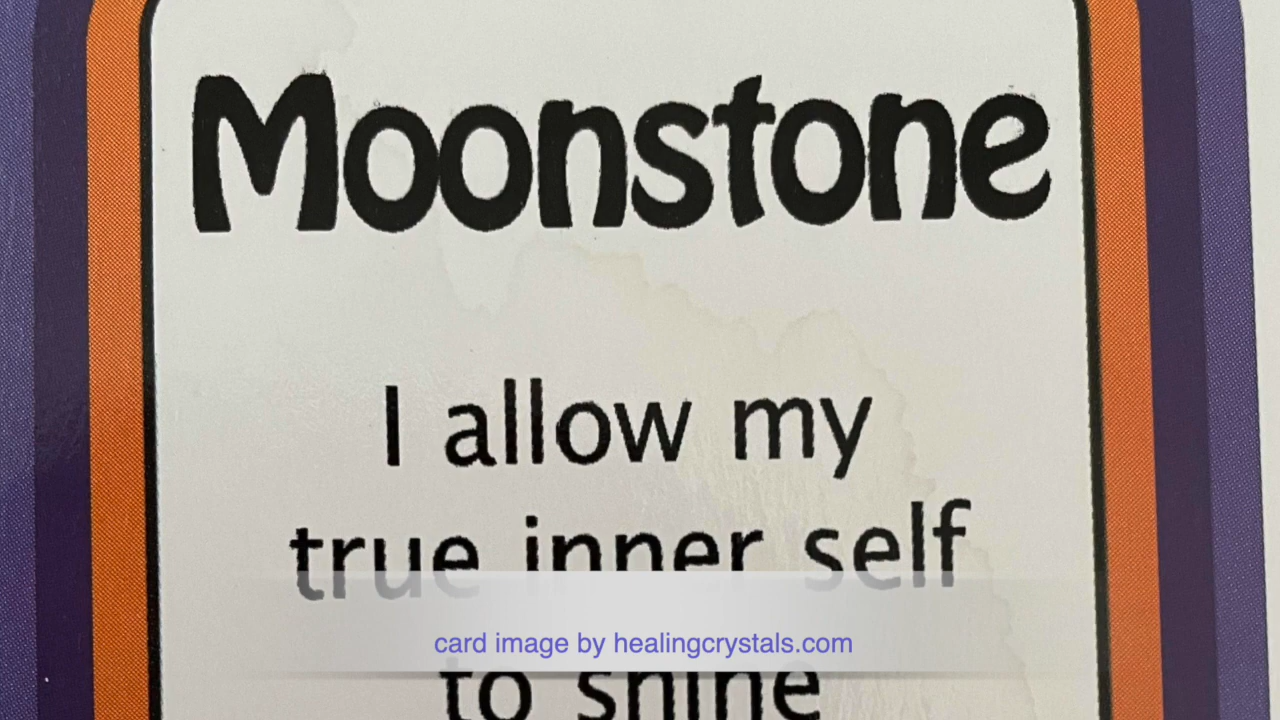 Moonstone
I allow my
true inner self
card image by healingcrystals.com
to shine